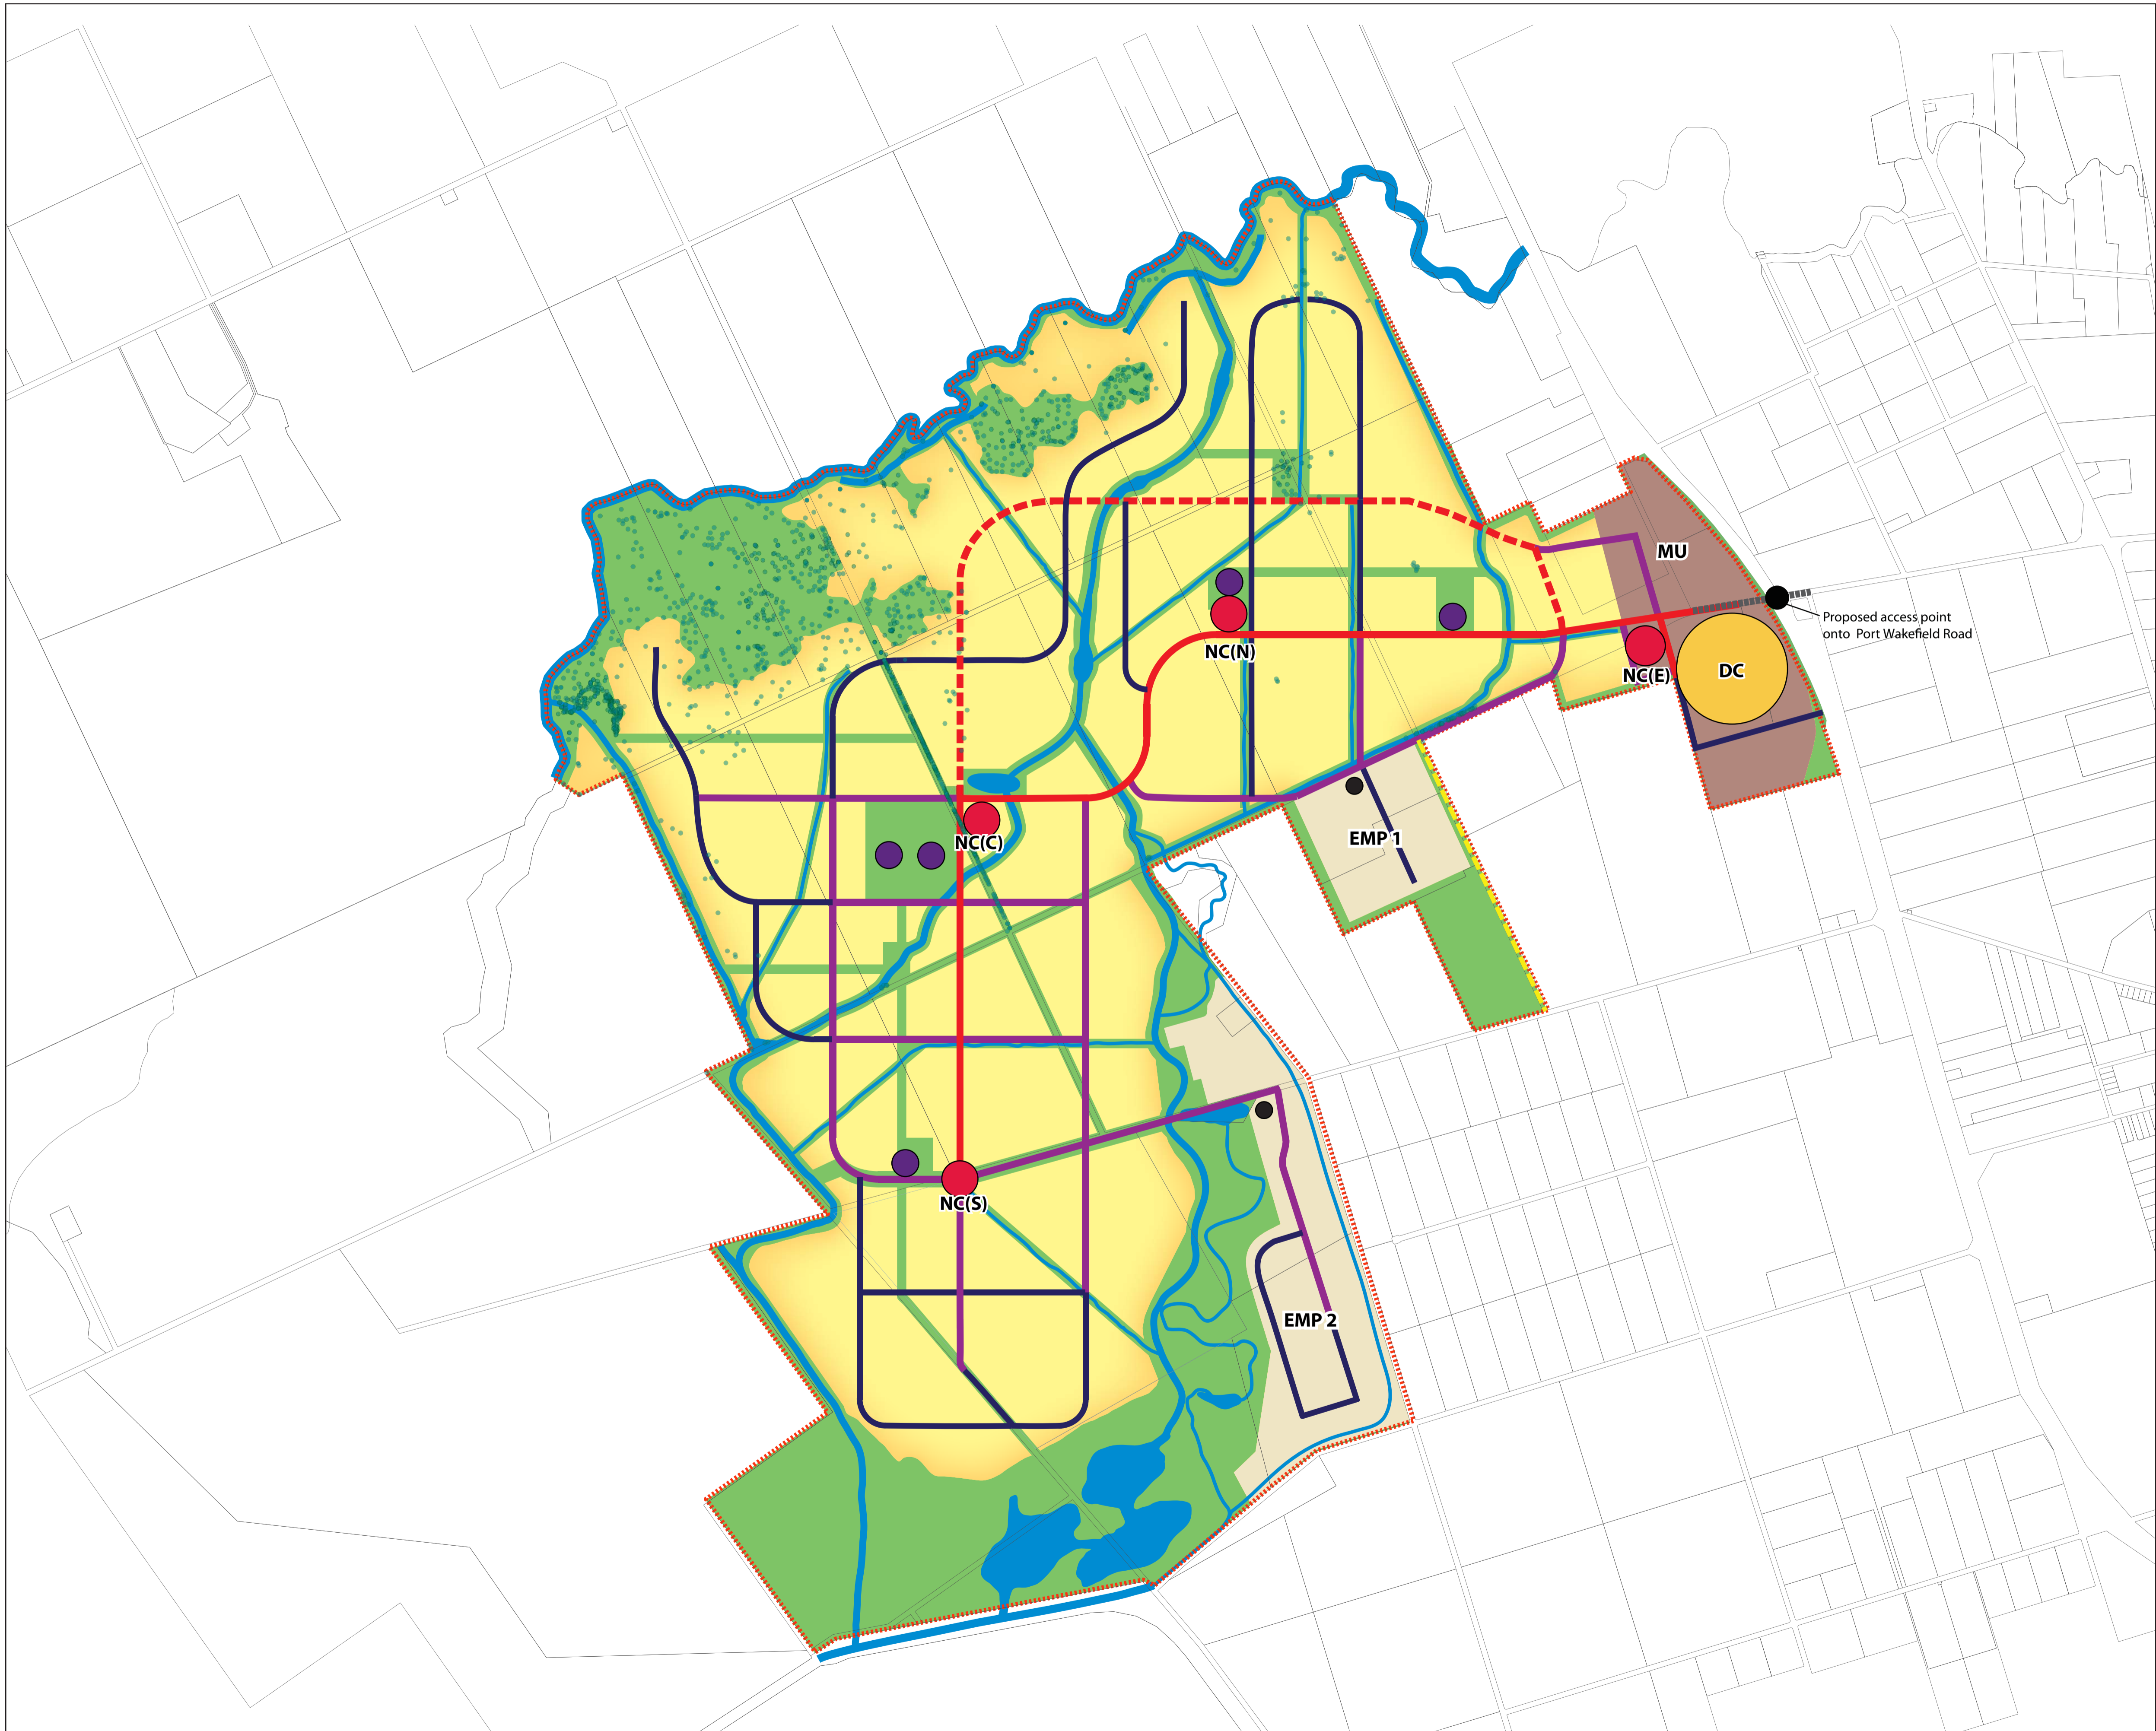 MU
Proposed access point
onto Port Wakefield Road
NC(N)
NC(E)
DC
EMP 1
NC(C)
NC(S)
EMP 2